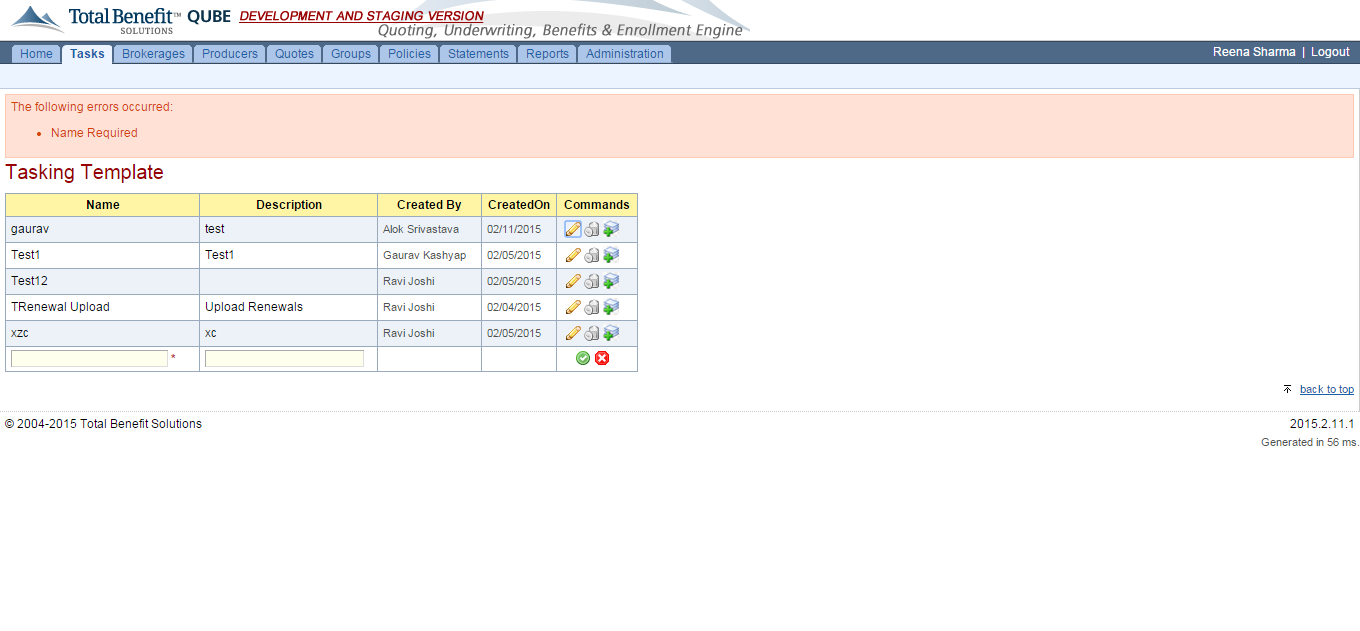 Total Benefit™ QUBE DEVELOPMENT AND STAGING VERSION
SOLUTIONS
Quoting, Underwriting, Benefits & Enrollment Engine
Home Tasks Brokerages Producers Quotes Groups Policies Statements Reports Administration Reena Sharma | Logout
The following errors occurred:
• Name Required
Tasking Template
Name Description Created By CreatedOn Commands
gaurav test Alok Srivastava 02/11/2015
Test1 Test1 Gaurav Kashyap 02/05/2015
Test12 Ravi Joshi 02/05/2015
TRenewal Upload Upload Renewals Ravi Joshi 02/04/2015
xzc xc Ravi Joshi 02/05/2015
*
back to top
© 2004-2015 Total Benefit Solutions 2015.2.11.1
Generated in 56 ms.